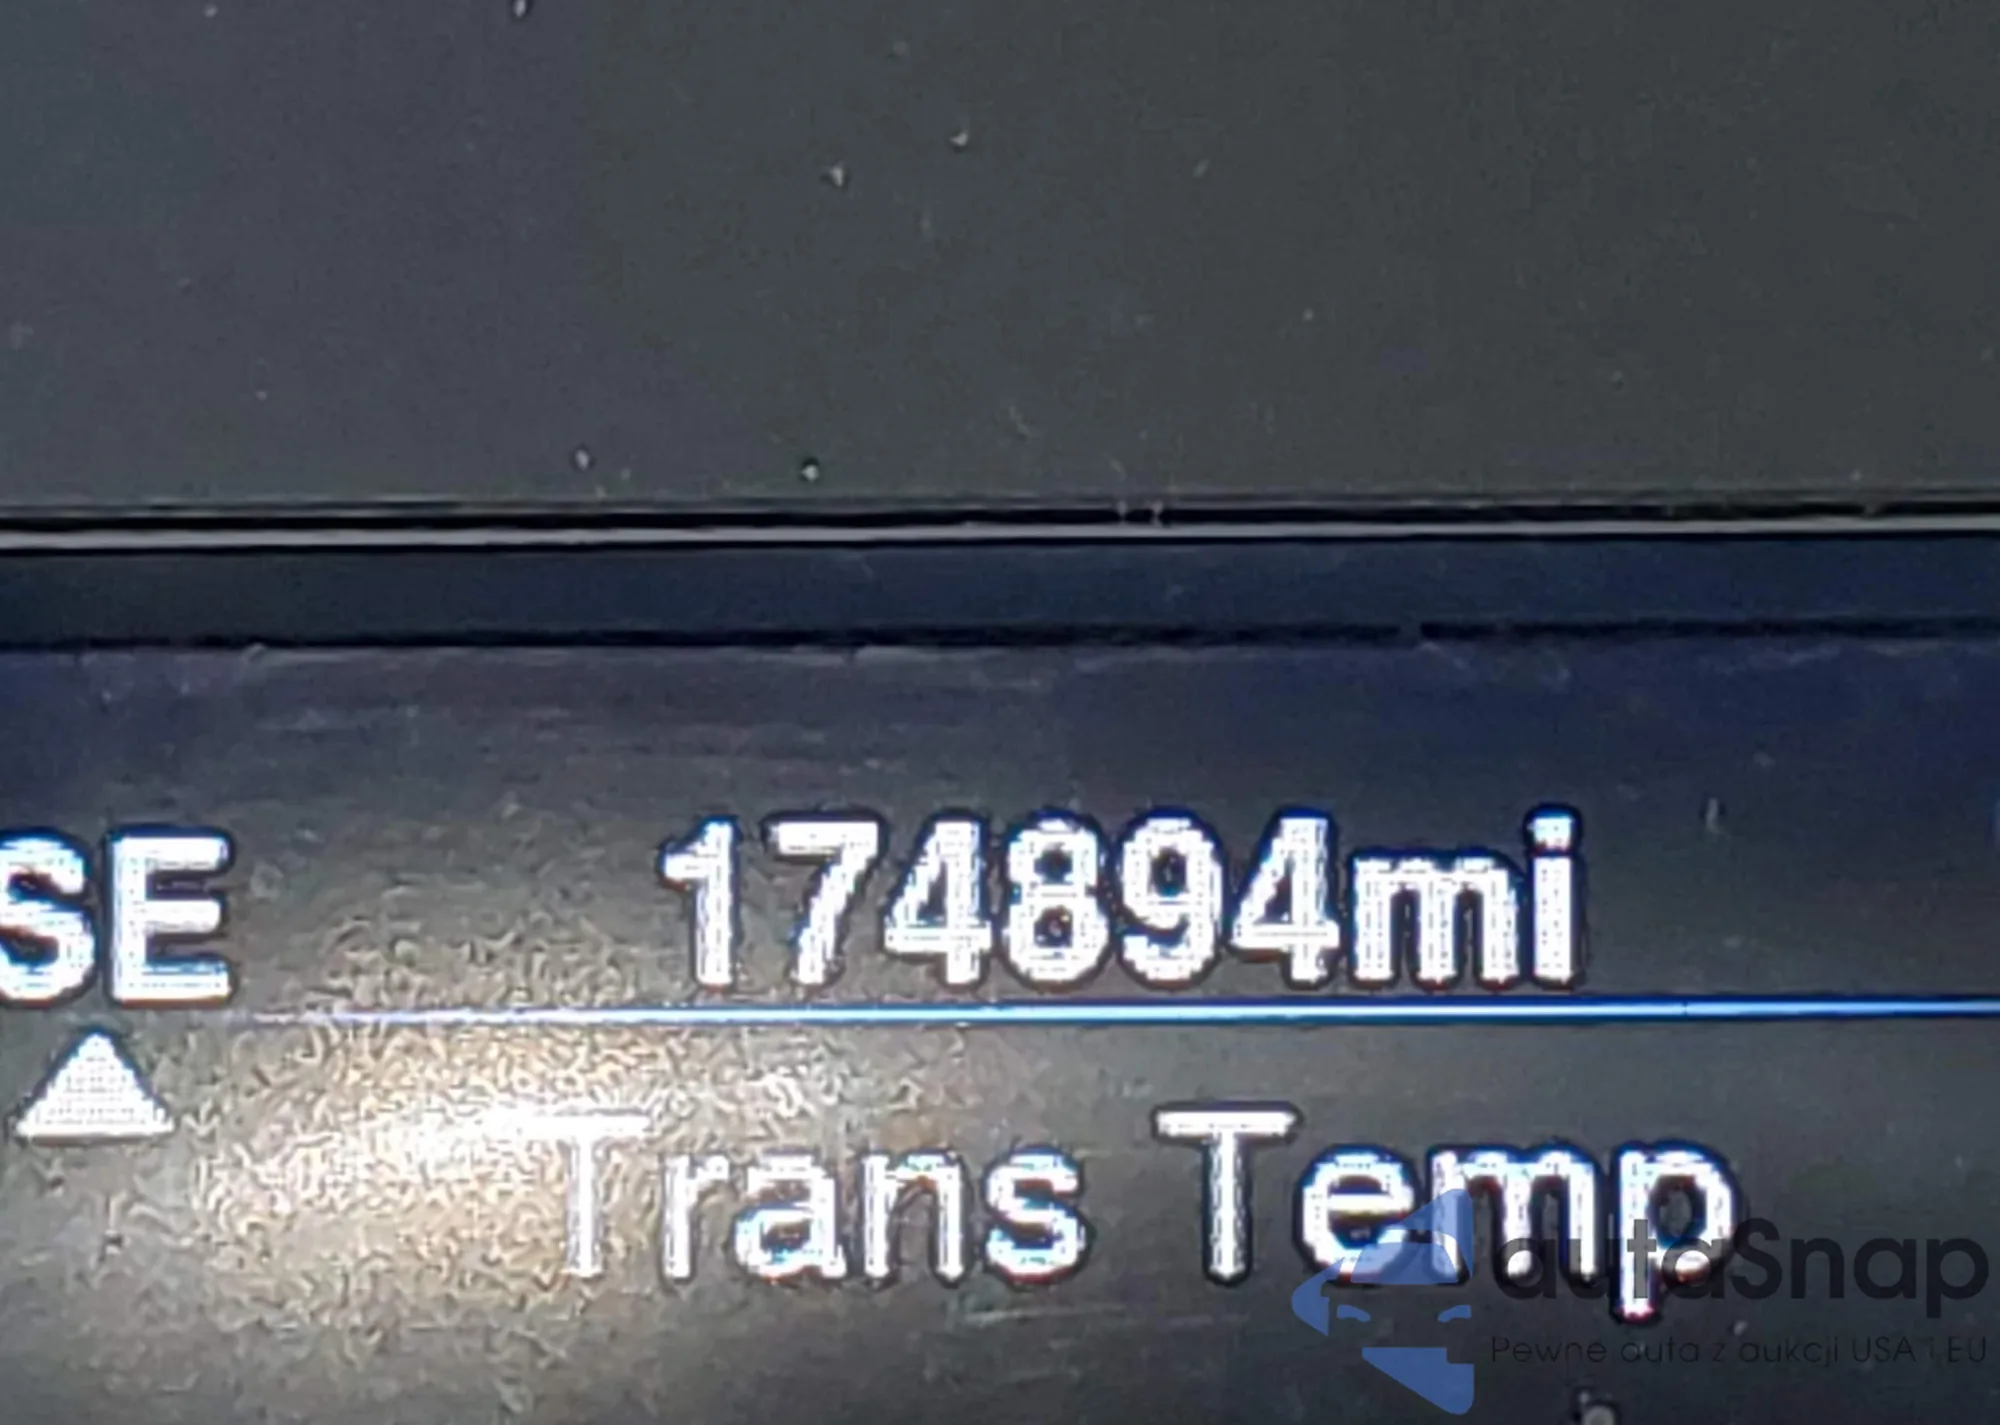 SE 174894mi
Trans Temp
autaSnap
Pewne auta z aukcji USA i EU